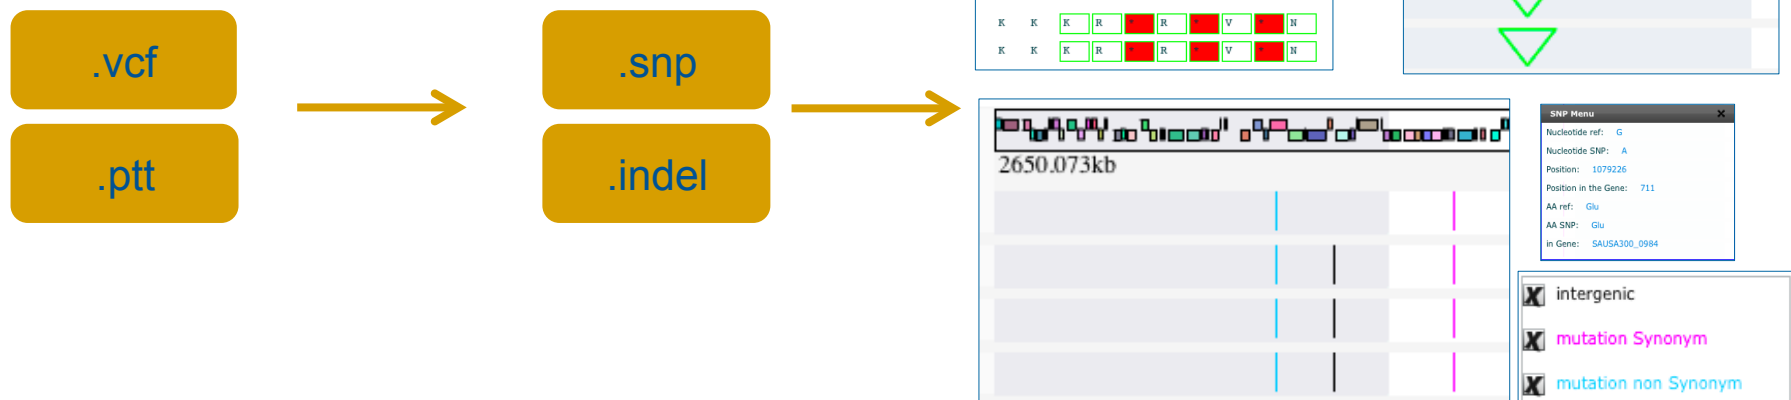 .vcf
.ptt
.snp
.indel
K K K R * R * V * N
K K K R * R * V * N
2650.073kb
SNP Menu X
Nucleotide ref: G
Nucleotide SNP: A
Position: 1079226
Position in the Gene: 711
AA ref: Glu
AA SNP: Glu
in Gene: SAUSA300_0984
X intergenic
X mutation Synonym
X mutation non Synonym